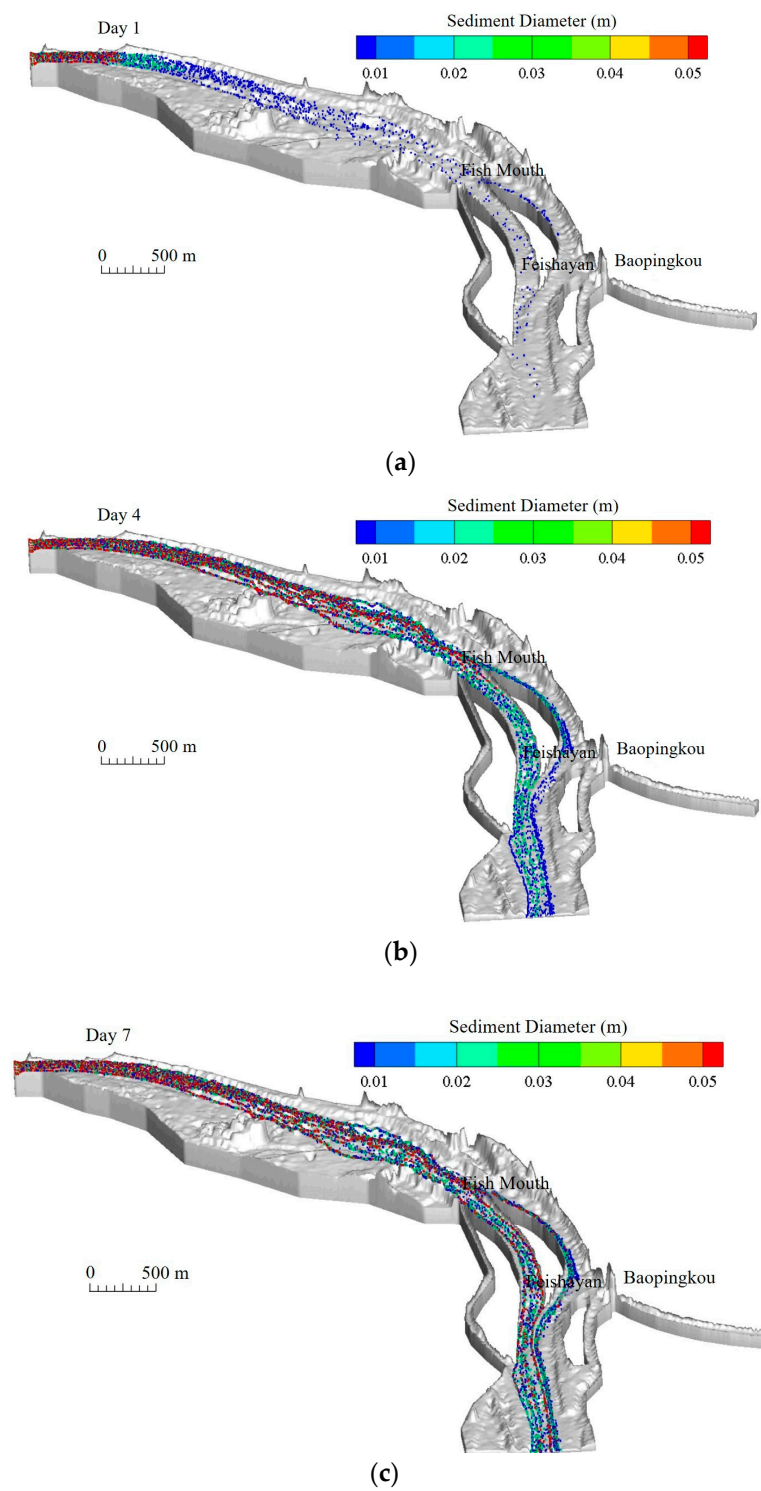 Day 1
Sediment Diameter (m)
0.01 0.02 0.03 0.04 0.05
Fish Mouth
0 500 m
Feishayan
Baopingkou
(a)
Day 4
Sediment Diameter (m)
0.01 0.02 0.03 0.04 0.05
Fish Mouth
0 500 m
Feishayan
Baopingkou
(b)
Day 7
Sediment Diameter (m)
0.01 0.02 0.03 0.04 0.05
Fish Mouth
0 500 m
Feishayan
Baopingkou
(c)